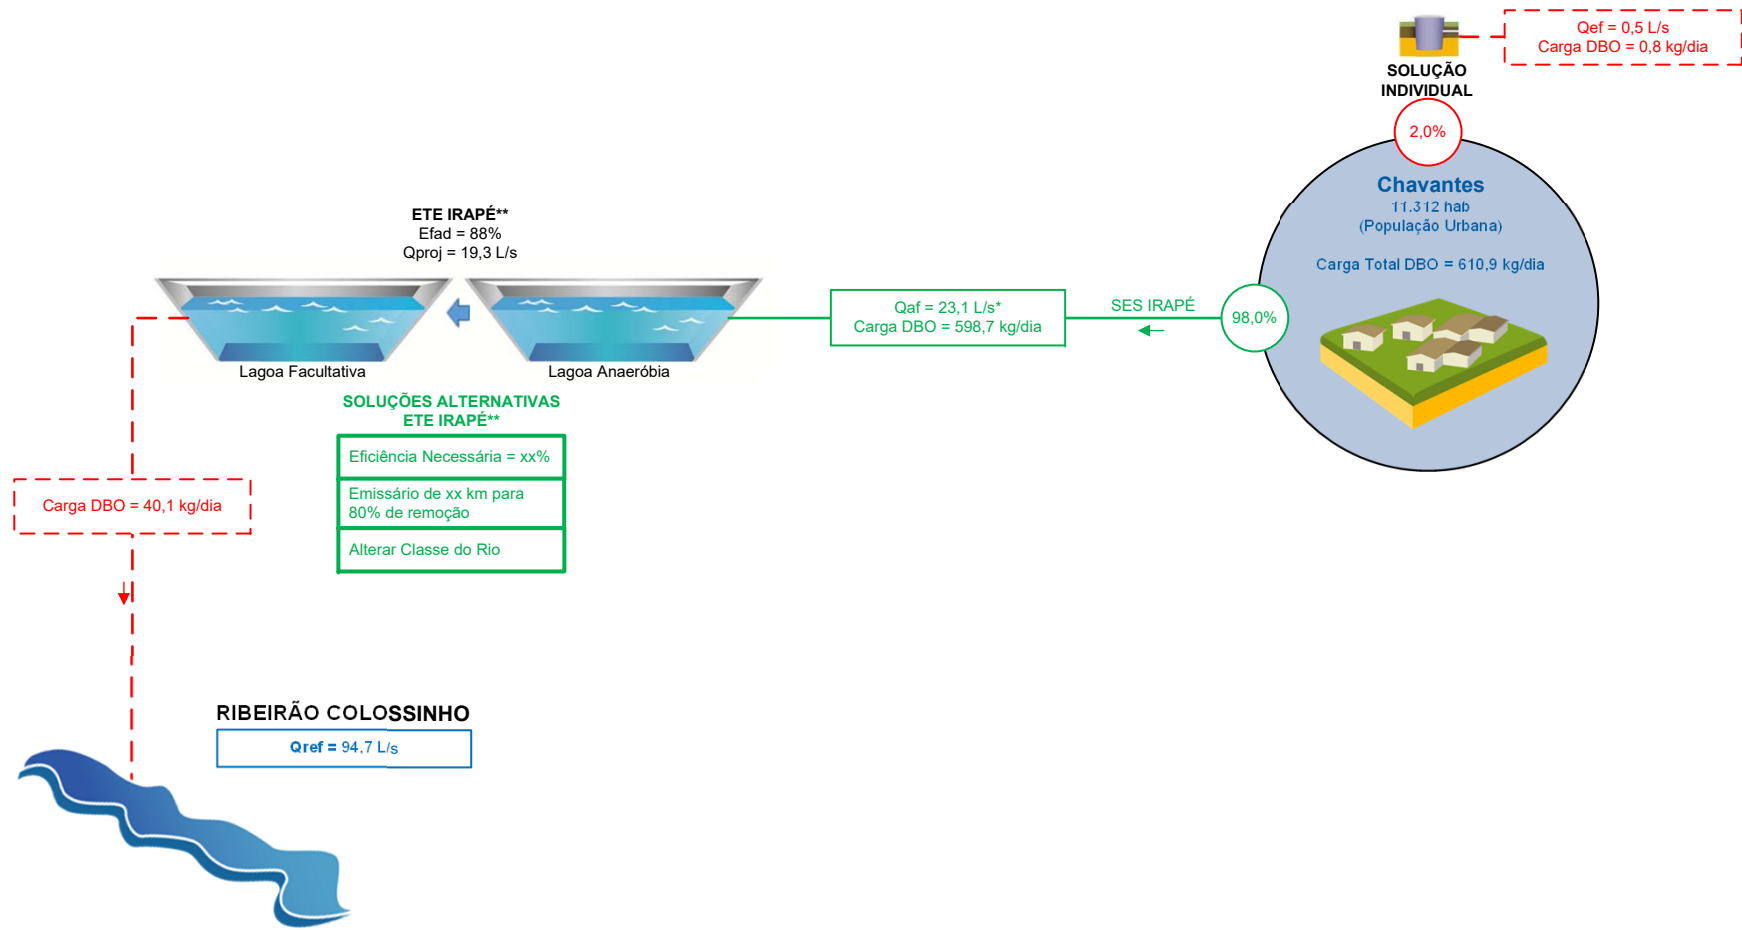 Qef = 0,5 L/s
Carga DBO = 0,8 kg/dia
SOLUÇÃO
INDIVIDUAL
2,0%
Chavantes
11.312 hab
(População Urbana)
Carga Total DBO = 610,9 kg/dia
98,0%
SES IRAPÉ
Qaf = 23,1 L/s*
Carga DBO = 598,7 kg/dia
ETE IRAPÉ**
Efad = 88%
Qproj = 19,3 L/s
Lagoa Facultativa
Lagoa Anaeróbia
SOLUÇÕES ALTERNATIVAS
ETE IRAPÉ**
Eficiência Necessária = xx%
Emissário de xx km para
80% de remoção
Alterar Classe do Rio
Carga DBO = 40,1 kg/dia
RIBEIRÃO COLOSSINHO
Qref = 94,7 L/s